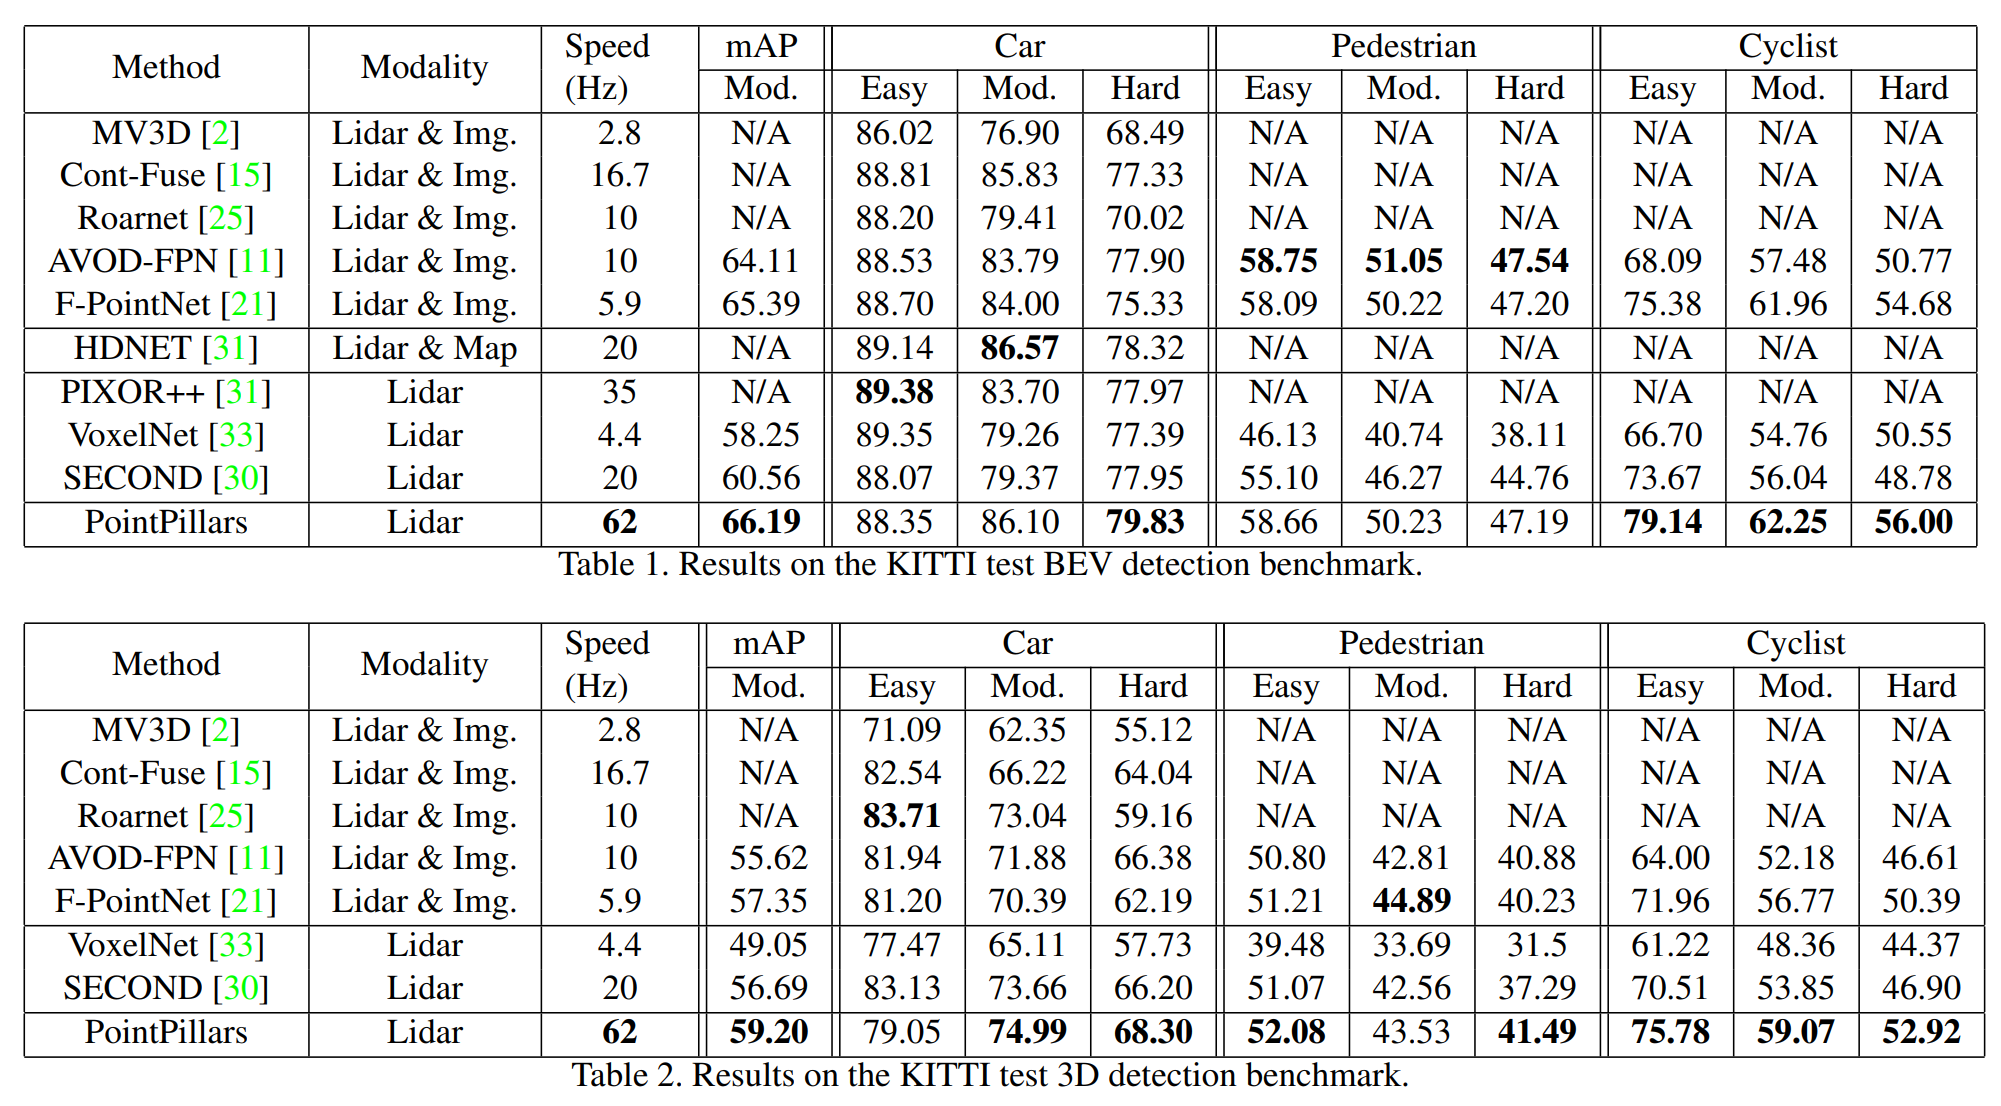 Method Modality Speed (Hz) mAP Car Pedestrian Cyclist
Mod. Easy Mod. Hard Easy Mod. Hard Easy Mod. Hard
MV3D [2] Lidar & Img. 2.8 N/A 86.02 76.90 68.49 N/A N/A N/A N/A N/A N/A
Cont-Fuse [15] Lidar & Img. 16.7 N/A 88.81 85.83 77.33 N/A N/A N/A N/A N/A N/A
Roarnet [25] Lidar & Img. 10 N/A 88.20 79.41 70.02 N/A N/A N/A N/A N/A N/A
AVOD-FPN [11] Lidar & Img. 10 64.11 88.53 83.79 77.90 58.75 51.05 47.54 68.09 57.48 50.77
F-PointNet [21] Lidar & Img. 5.9 65.39 88.70 84.00 75.33 58.09 50.22 47.20 75.38 61.96 54.68
HDNET [31] Lidar & Map 20 N/A 89.14 86.57 78.32 N/A N/A N/A N/A N/A N/A
PIXOR++ [31] Lidar 35 N/A 89.38 83.70 77.97 N/A N/A N/A N/A N/A N/A
VoxelNet [33] Lidar 4.4 58.25 89.35 79.26 77.39 46.13 40.74 38.11 66.70 54.76 50.55
SECOND [30] Lidar 20 60.56 88.07 79.37 77.95 55.10 46.27 44.76 73.67 56.04 48.78
PointPillars Lidar 62 66.19 88.35 86.10 79.83 58.66 50.23 47.19 79.14 62.25 56.00
Table 1. Results on the KITTI test BEV detection benchmark.
Method Modality Speed (Hz) mAP Car Pedestrian Cyclist
Mod. Easy Mod. Hard Easy Mod. Hard Easy Mod. Hard
MV3D [2] Lidar & Img. 2.8 N/A 71.09 62.35 55.12 N/A N/A N/A N/A N/A N/A
Cont-Fuse [15] Lidar & Img. 16.7 N/A 82.54 66.22 64.04 N/A N/A N/A N/A N/A N/A
Roarnet [25] Lidar & Img. 10 N/A 83.71 73.04 59.16 N/A N/A N/A N/A N/A N/A
AVOD-FPN [11] Lidar & Img. 10 55.62 81.94 71.88 66.38 50.80 42.81 40.88 64.00 52.18 46.61
F-PointNet [21] Lidar & Img. 5.9 57.35 81.20 70.39 62.19 51.21 44.89 40.23 71.96 56.77 50.39
VoxelNet [33] Lidar 4.4 49.05 77.47 65.11 57.73 39.48 33.69 31.5 61.22 48.36 44.37
SECOND [30] Lidar 20 56.69 83.13 73.66 66.20 51.07 42.56 37.29 70.51 53.85 46.90
PointPillars Lidar 62 59.20 79.05 74.99 68.30 52.08 43.53 41.49 75.78 59.07 52.92
Table 2. Results on the KITTI test 3D detection benchmark.